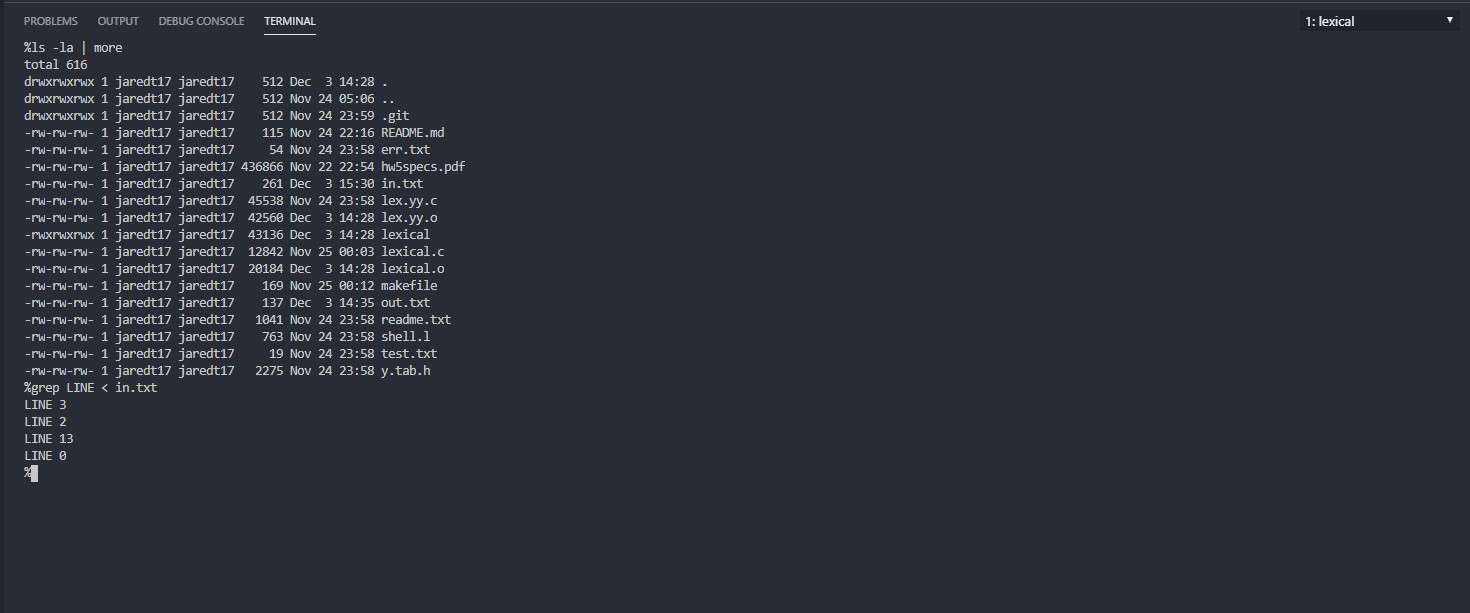 PROBLEMS OUTPUT DEBUG CONSOLE TERMINAL 1: lexical
%ls -la | more
total 616
drwxrwxrwx 1 jaredt17 jaredt17    512 Dec  3 14:28 .
drwxrwxrwx 1 jaredt17 jaredt17    512 Nov 24 05:06 ..
drwxrwxrwx 1 jaredt17 jaredt17    512 Nov 24 23:59 .git
-rw-rw-rw- 1 jaredt17 jaredt17    115 Nov 24 22:16 README.md
-rw-rw-rw- 1 jaredt17 jaredt17     54 Nov 24 23:58 err.txt
-rw-rw-rw- 1 jaredt17 jaredt17 436866 Nov 22 22:54 hw5specs.pdf
-rw-rw-rw- 1 jaredt17 jaredt17    261 Dec  3 15:30 in.txt
-rw-rw-rw- 1 jaredt17 jaredt17  45538 Nov 24 23:58 lex.yy.c
-rw-rw-rw- 1 jaredt17 jaredt17  42560 Dec  3 14:28 lex.yy.o
-rwxrwxrwx 1 jaredt17 jaredt17  43136 Dec  3 14:28 lexical
-rw-rw-rw- 1 jaredt17 jaredt17  12842 Nov 25 00:03 lexical.c
-rw-rw-rw- 1 jaredt17 jaredt17  20184 Dec  3 14:28 lexical.o
-rw-rw-rw- 1 jaredt17 jaredt17    169 Nov 25 00:12 makefile
-rw-rw-rw- 1 jaredt17 jaredt17    137 Dec  3 14:35 out.txt
-rw-rw-rw- 1 jaredt17 jaredt17   1041 Nov 24 23:58 readme.txt
-rw-rw-rw- 1 jaredt17 jaredt17    763 Nov 24 23:58 shell.l
-rw-rw-rw- 1 jaredt17 jaredt17     19 Nov 24 23:58 test.txt
-rw-rw-rw- 1 jaredt17 jaredt17   2275 Nov 24 23:58 y.tab.h
%grep LINE < in.txt
LINE 3
LINE 2
LINE 13
LINE 0
%